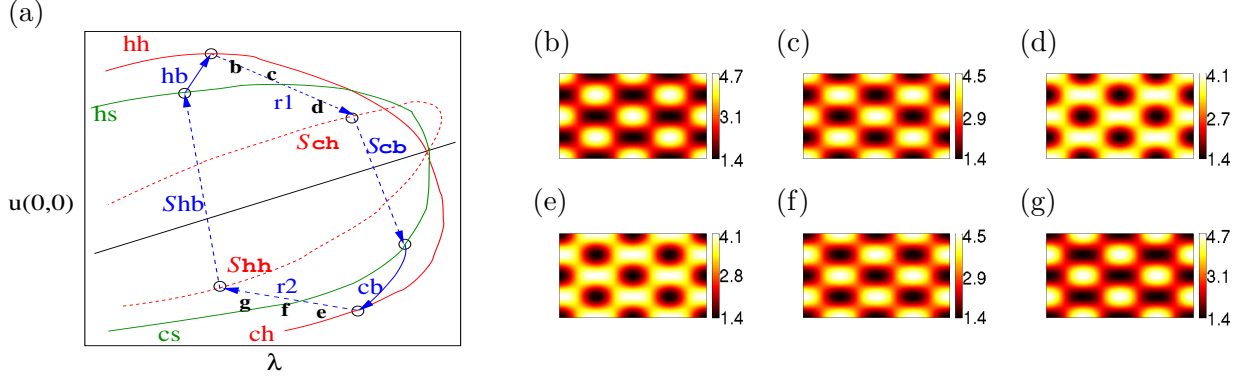 (a)
hh
hb
b
c
r1
d
hs
Sch
Scb
u(0,0)
Shb
Shh
r2
cb
g
f
e
cs
ch
λ
(b)
4.7
3.1
1.4
(c)
4.5
2.9
1.4
(d)
4.1
2.7
1.4
(e)
4.1
2.8
1.4
(f)
4.5
2.9
1.4
(g)
4.7
3.1
1.4